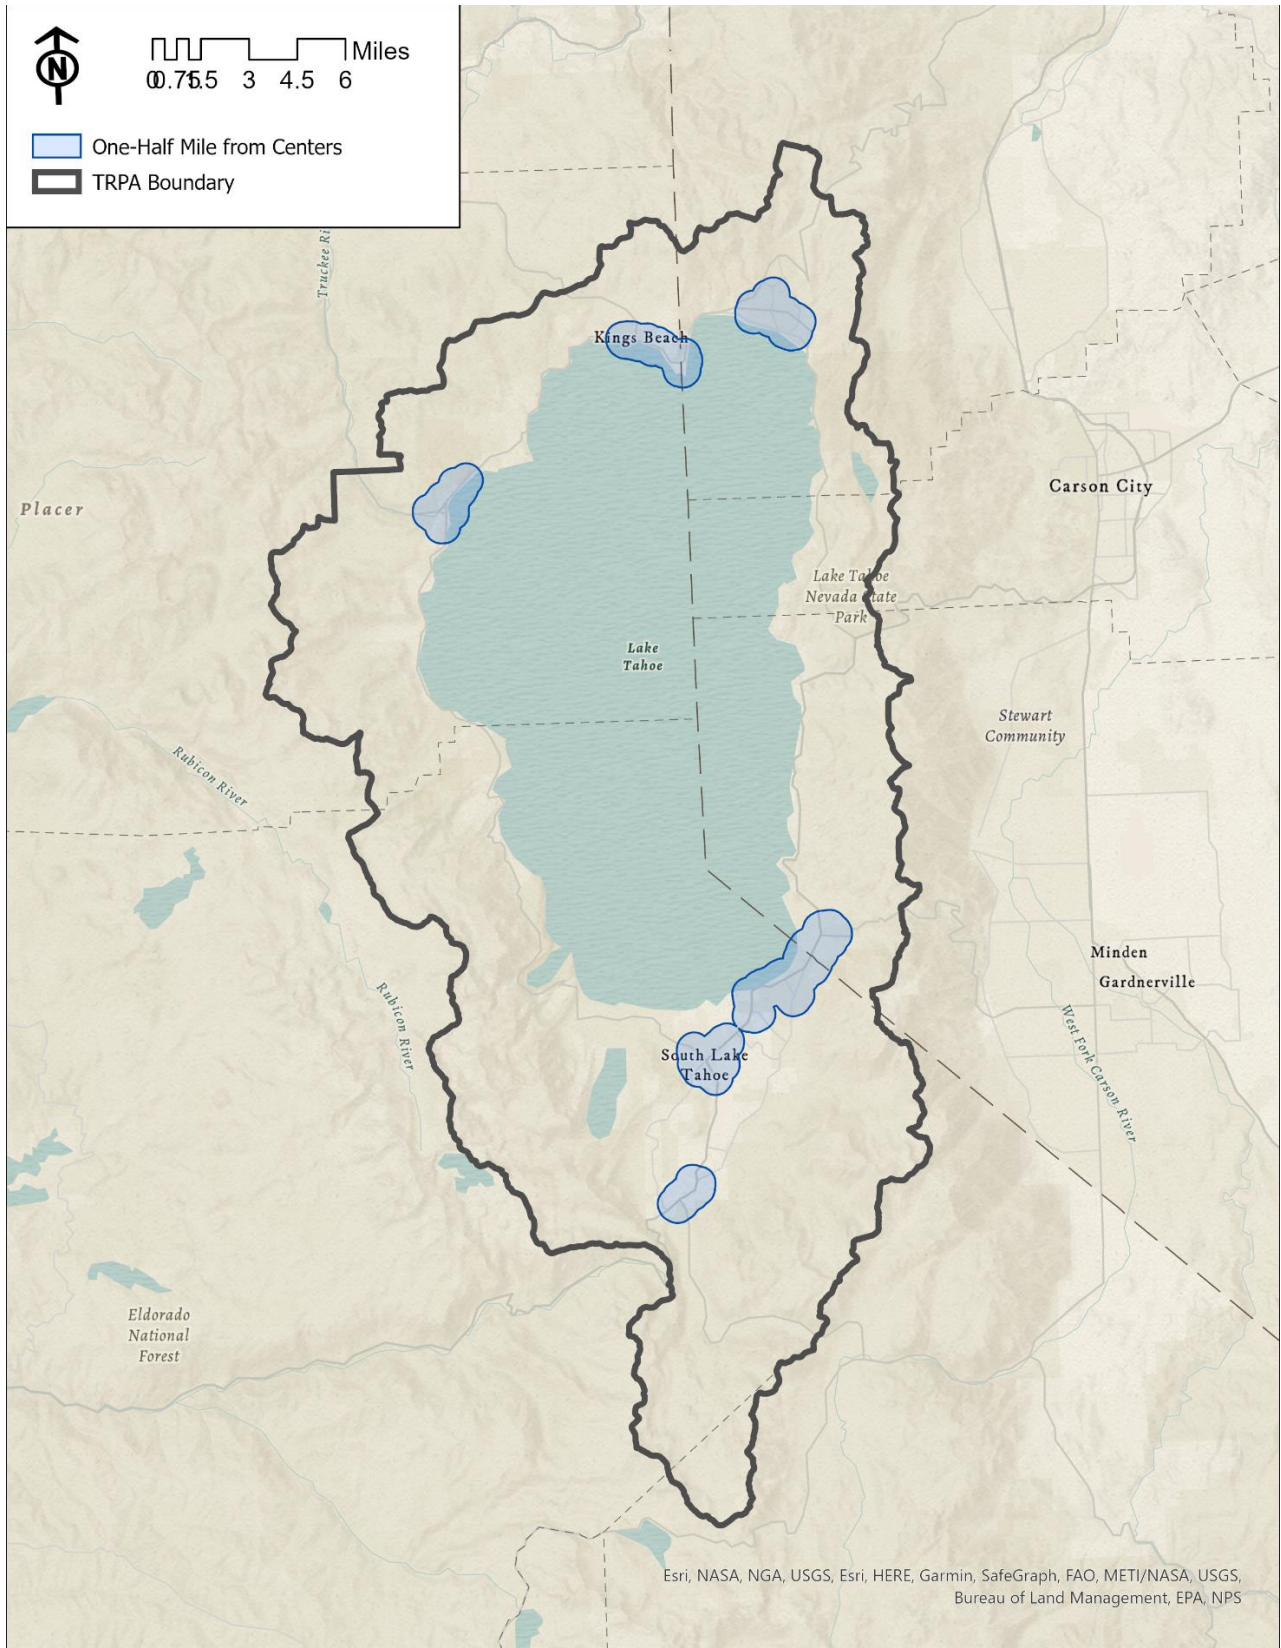 N
Miles
0 0.75 1.5 3 4.5 6
One-Half Mile from Centers
TRPA Boundary
Truckee Ri
Kings Beach
Placer
Carson City
Lake Tahoe
Nevada State
Park
Lake
Tahoe
Stewart
Community
Rubicon River
Minden
Gardnerville
Rubicon River
West Fork Carson River
South Lake
Tahoe
Eldorado
National
Forest
Esri, NASA, NGA, USGS, Esri, HERE, Garmin, SafeGraph, FAO, METI/NASA, USGS,
Bureau of Land Management, EPA, NPS